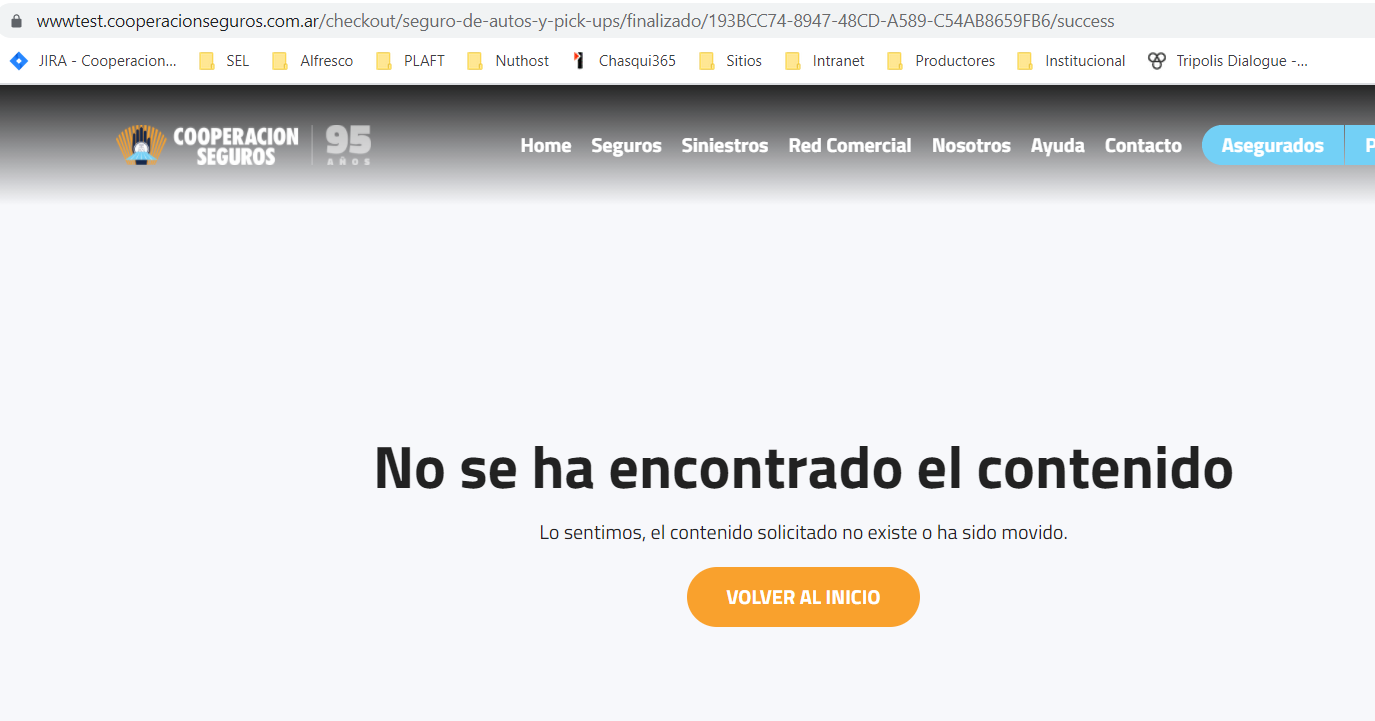 wwwtest.cooperacionseguros.com.ar/checkout/seguro-de-autos-y-pick-ups/finalizado/193BCC74-8947-48CD-A589-C54AB8659FB6/success
JIRA - Cooperacion... SEL Alfresco PLAFT Nuthost Chasqui365 Sitios Intranet Productores Institucional Tripolis Dialogue -...
COOPERACION SEGUROS 95 AÑOS Home Seguros Siniestros Red Comercial Nosotros Ayuda Contacto Asegurados P
No se ha encontrado el contenido
Lo sentimos, el contenido solicitado no existe o ha sido movido.
VOLVER AL INICIO